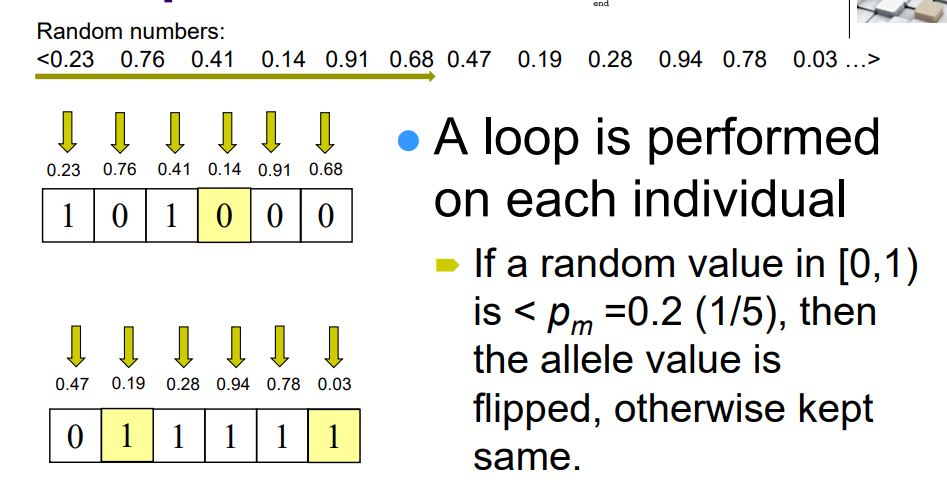 end
Random numbers:
<0.23 0.76 0.41 0.14 0.91 0.68 0.47 0.19 0.28 0.94 0.78 0.03 ...>
0.23 0.76 0.41 0.14 0.91 0.68
1 0 1 0 0 0
0.47 0.19 0.28 0.94 0.78 0.03
0 1 1 1 1 1
A loop is performed
on each individual
If a random value in [0,1)
is < pm =0.2 (1/5), then
the allele value is
flipped, otherwise kept
same.